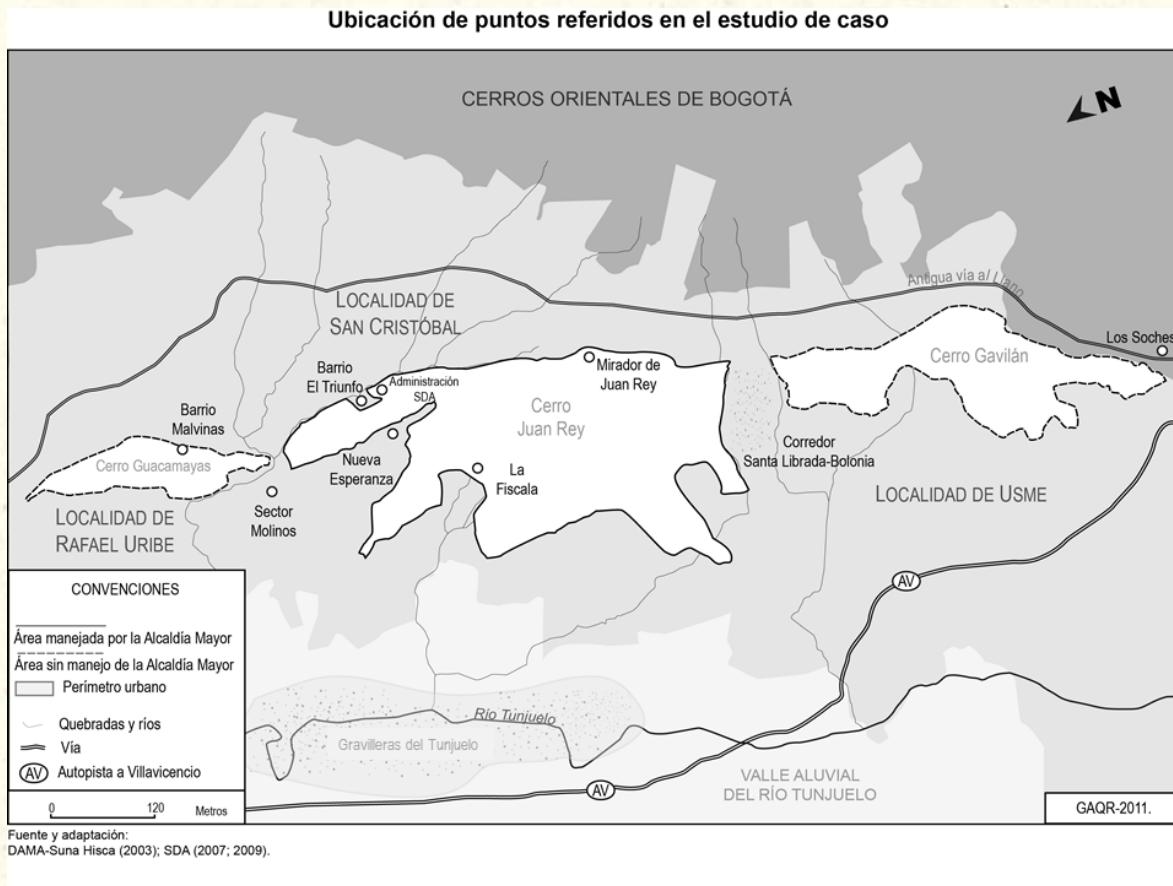 Ubicación de puntos referidos en el estudio de caso
CERROS ORIENTALES DE BOGOTÁ
N
Antigua vía al Llano
LOCALIDAD DE
SAN CRISTÓBAL
Los Soches
Cerro Gavilán
Mirador de
Juan Rey
Barrio
El Triunfo
Administración
SDA
Cerro
Juan Rey
Barrio
Malvinas
Cerro Guacamayas
Nueva
Esperanza
La
Fiscala
Corredor
Santa Librada-Bolonia
Sector
Molinos
LOCALIDAD DE USME
LOCALIDAD DE
RAFAEL URIBE
AV
CONVENCIONES
Área manejada por la Alcaldía Mayor
Área sin manejo de la Alcaldía Mayor
Perímetro urbano
Quebradas y ríos
Vía
AV Autopista a Villavicencio
0 120 Metros
Río Tunjuelo
Gravilleras del Tunjuelo
AV
VALLE ALUVIAL
DEL RÍO TUNJUELO
GAQR-2011.
Fuente y adaptación:
DAMA-Suna Hisca (2003); SDA (2007; 2009).